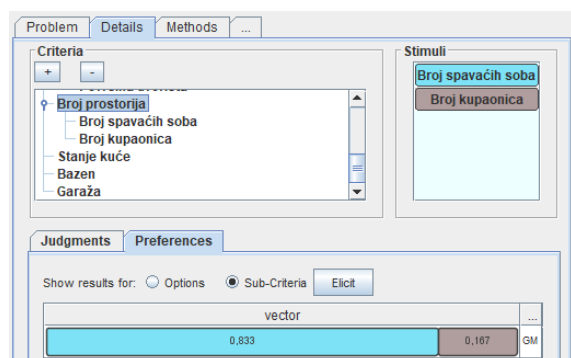 Problem Details Methods ...
Criteria
+ -
Broj prostorija
Broj spavaćih soba
Broj kupaonica
Stanje kuće
Bazen
Garaža
Stimuli
Broj spavaćih soba
Broj kupaonica
Judgments Preferences
Show results for: Options Sub-Criteria Elicit
vector ...
0,833 0,167 GM